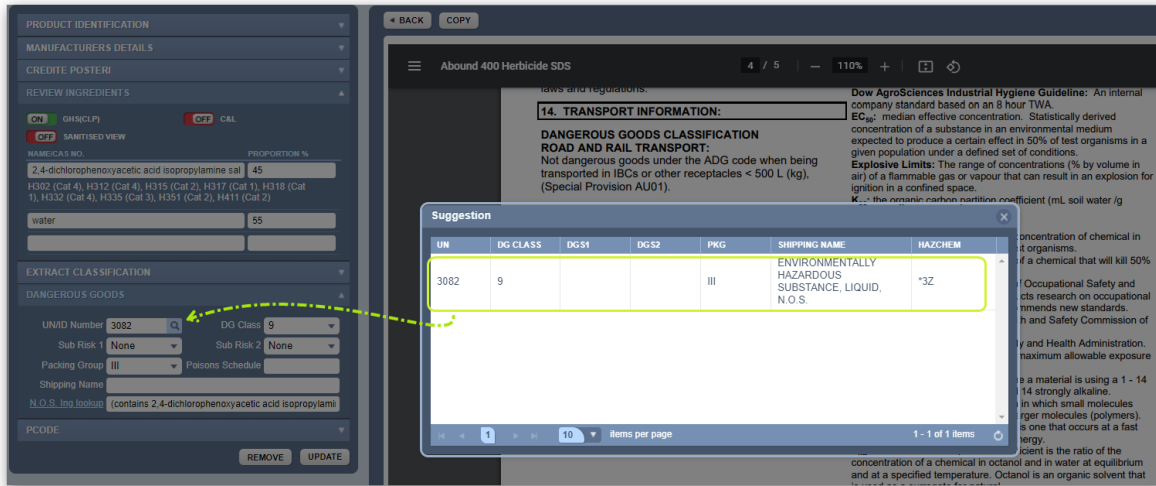 PRODUCT IDENTIFICATION
MANUFACTURERS DETAILS
CREDITE POSTERI
REVIEW INGREDIENTS
ON GHS(CLP) OFF C&L
OFF SANITISED VIEW
NAME/CAS NO. PROPORTION %
2,4-dichlorophenoxyacetic acid isopropylamine sal 45
H302 (Cat 4), H312 (Cat 4), H315 (Cat 2), H317 (Cat 1), H318 (Cat
1), H332 (Cat 4), H335 (Cat 3), H351 (Cat 2), H411 (Cat 2)
water 55
EXTRACT CLASSIFICATION
DANGEROUS GOODS
UN/ID Number 3082 DG Class 9
Sub Risk 1 None Sub Risk 2 None
Packing Group III Poisons Schedule
Shipping Name
N.O.S. Ing lookup (contains 2,4-dichlorophenoxyacetic acid isopropylami
PCODE
REMOVE UPDATE
BACK COPY
Abound 400 Herbicide SDS 4 / 5 110%
laws and regulations.
14. TRANSPORT INFORMATION:
DANGEROUS GOODS CLASSIFICATION
ROAD AND RAIL TRANSPORT:
Not dangerous goods under the ADG code when being
transported in IBCs or other receptacles < 500 L (kg),
(Special Provision AU01).
Dow AgroSciences Industrial Hygiene Guideline: An internal
company standard based on an 8 hour TWA.
EC50: median effective concentration. Statistically derived
concentration of a substance in an environmental medium
expected to produce a certain effect in 50% of test organisms in a
given population under a defined set of conditions.
Explosive Limits: The range of concentrations (% by volume in
air) of a flammable gas or vapour that can result in an explosion for
ignition in a confined space.
the organic carbon partition coefficient (mL soil water /g
concentration of chemical in
organisms.
of a chemical that will kill 50%
Occupational Safety and
research on occupational
new standards.
and Safety Commission of
and Health Administration.
maximum allowable exposure
a material is using a 1 - 14
14 strongly alkaline.
in which small molecules
molecules (polymers).
is one that occurs at a fast
is the ratio of the
concentration of a chemical in octanol and in water at equilibrium
and at a specified temperature. Octanol is an organic solvent that
Suggestion
UN DG CLASS DGS1 DGS2 PKG SHIPPING NAME HAZCHEM
3082 9 III ENVIRONMENTALLY HAZARDOUS SUBSTANCE, LIQUID, N.O.S. *3Z
1 10 items per page 1 - 1 of 1 items